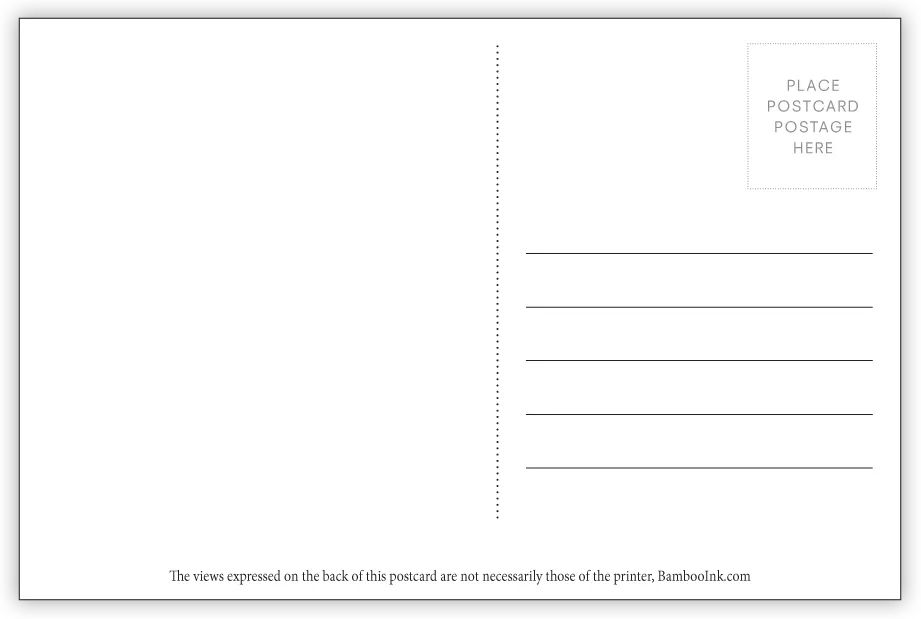 PLACE
POSTCARD
POSTAGE
HERE
The views expressed on the back of this postcard are not necessarily those of the printer, BambooInk.com